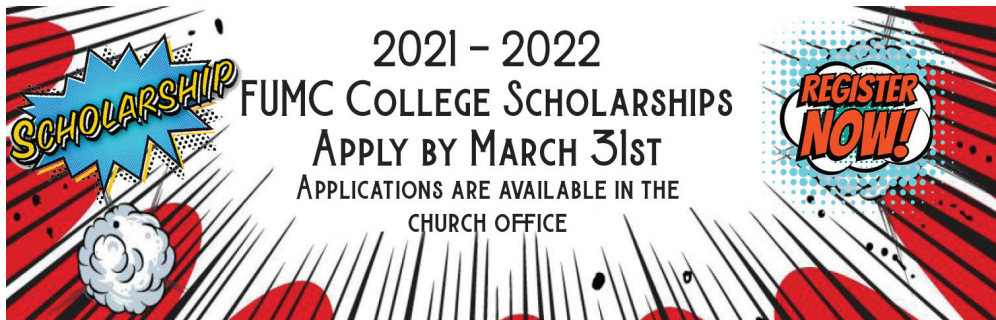 2021 – 2022
FUMC College Scholarships
Apply by March 31st
Applications are available in the
church office
SCHOLARSHIP
REGISTER
NOW!